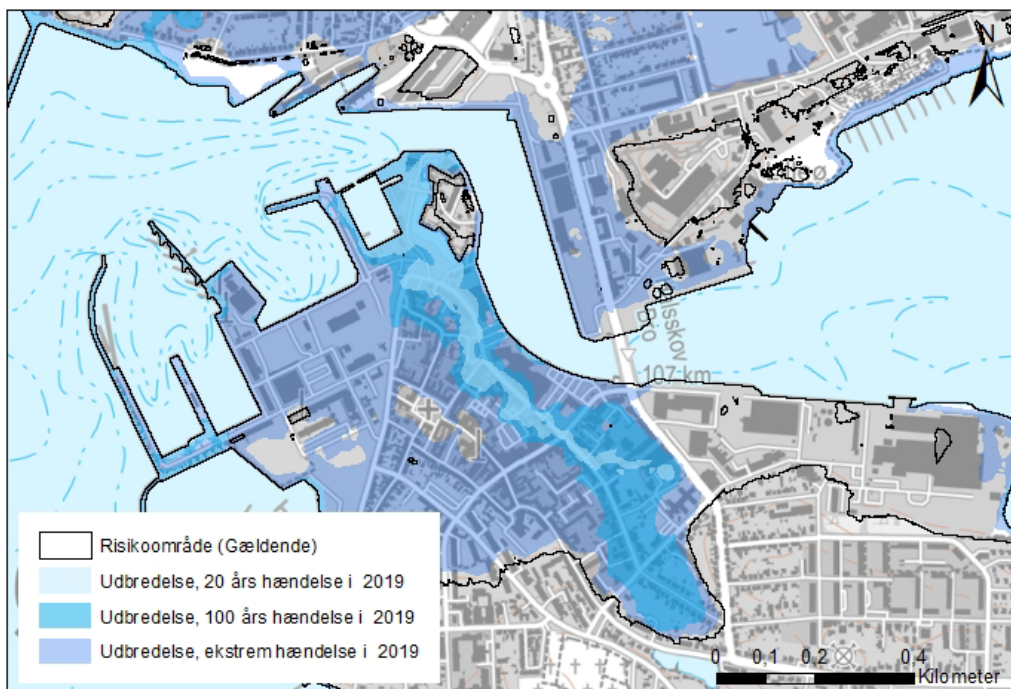 N
107 km
Risikoområde (Gældende)
Udbredelse, 20 års hændelse i 2019
Udbredelse, 100 års hændelse i 2019
Udbredelse, ekstrem hændelse i 2019
0 0,1 0,2 0,4
Kilometer